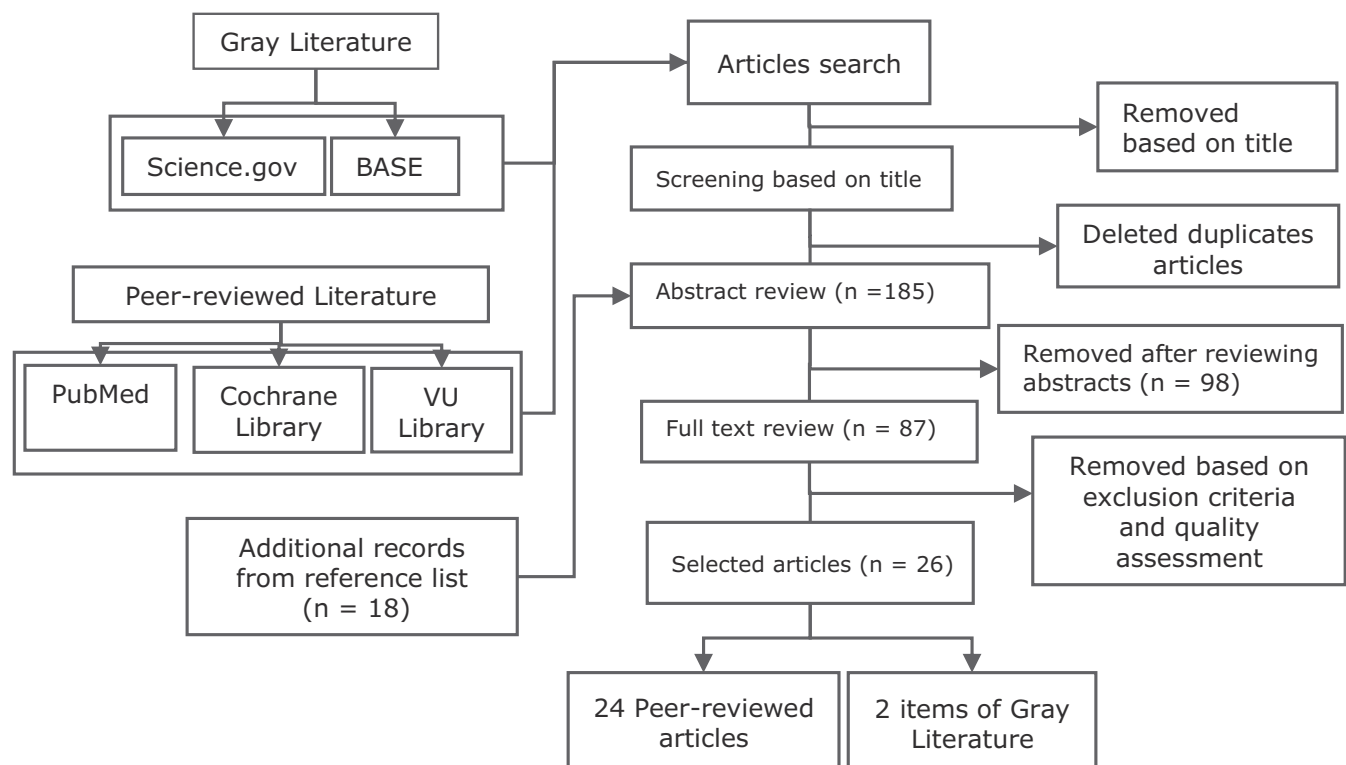 Gray Literature
Science.gov
BASE
Peer-reviewed Literature
PubMed
Cochrane
Library
VU
Library
Additional records
from reference list
(n = 18)
Articles search
Removed
based on title
Screening based on title
Deleted duplicates
articles
Abstract review (n =185)
Removed after reviewing
abstracts (n = 98)
Full text review (n = 87)
Removed based on
exclusion criteria
and quality
assessment
Selected articles (n = 26)
24 Peer-reviewed
articles
2 items of Gray
Literature